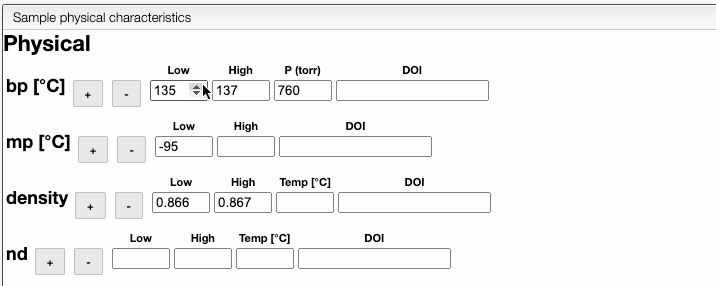 Sample physical characteristics
Physical
Low High P (torr) DOI
bp [°C] + - 135 137 760
Low High DOI
mp [°C] + - -95
Low High Temp [°C] DOI
density + - 0.866 0.867
Low High Temp [°C] DOI
nd + -